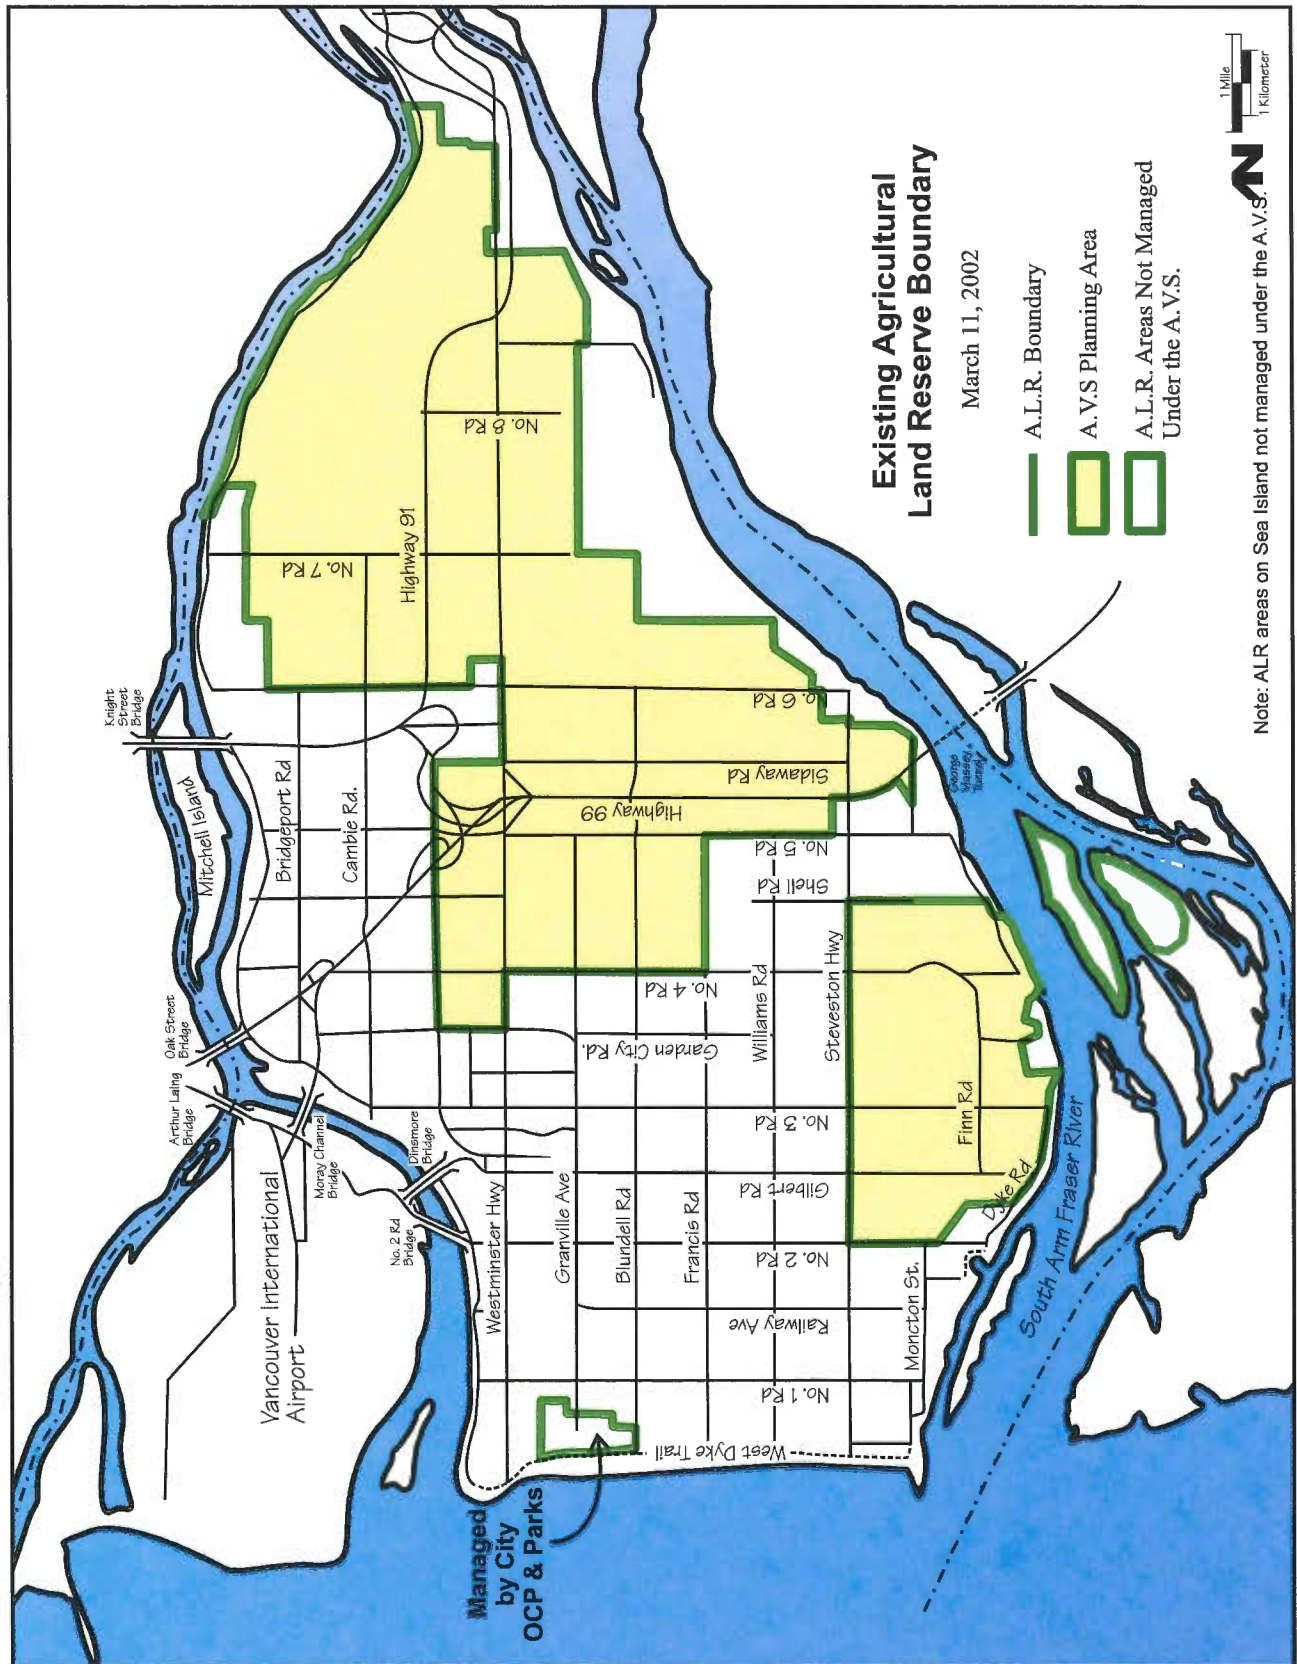 Existing Agricultural
Land Reserve Boundary
March 11, 2002
A.L.R. Boundary
A.V.S Planning Area
A.L.R. Areas Not Managed
Under the A.V.S.
Note: ALR areas on Sea Island not managed under the A.V.S.
N
1 Mile
1 Kilometer
Managed
by City
OCP & Parks
Vancouver International
Airport
Arthur Laing
Bridge
Oak Street
Bridge
Moray Channel
Bridge
Dinsmore
Bridge
No. 2 Rd
Bridge
Knight
Street
Bridge
Mitchell Island
Bridgeport Rd
Cambie Rd.
Highway 91
Westminster Hwy
Granville Ave
Blundell Rd
Francis Rd
Williams Rd
Steveston Hwy
Moncton St.
Finn Rd
Dyke Rd
South Arm Fraser River
George
Massey
Tunnel
West Dyke Trail
No. 1 Rd
Railway Ave
No. 2 Rd
Gilbert Rd
No. 3 Rd
Garden City Rd.
No. 4 Rd
Shell Rd
No. 5 Rd
Highway 99
Sidaway Rd
No. 6 Rd
No. 7 Rd
No. 8 Rd